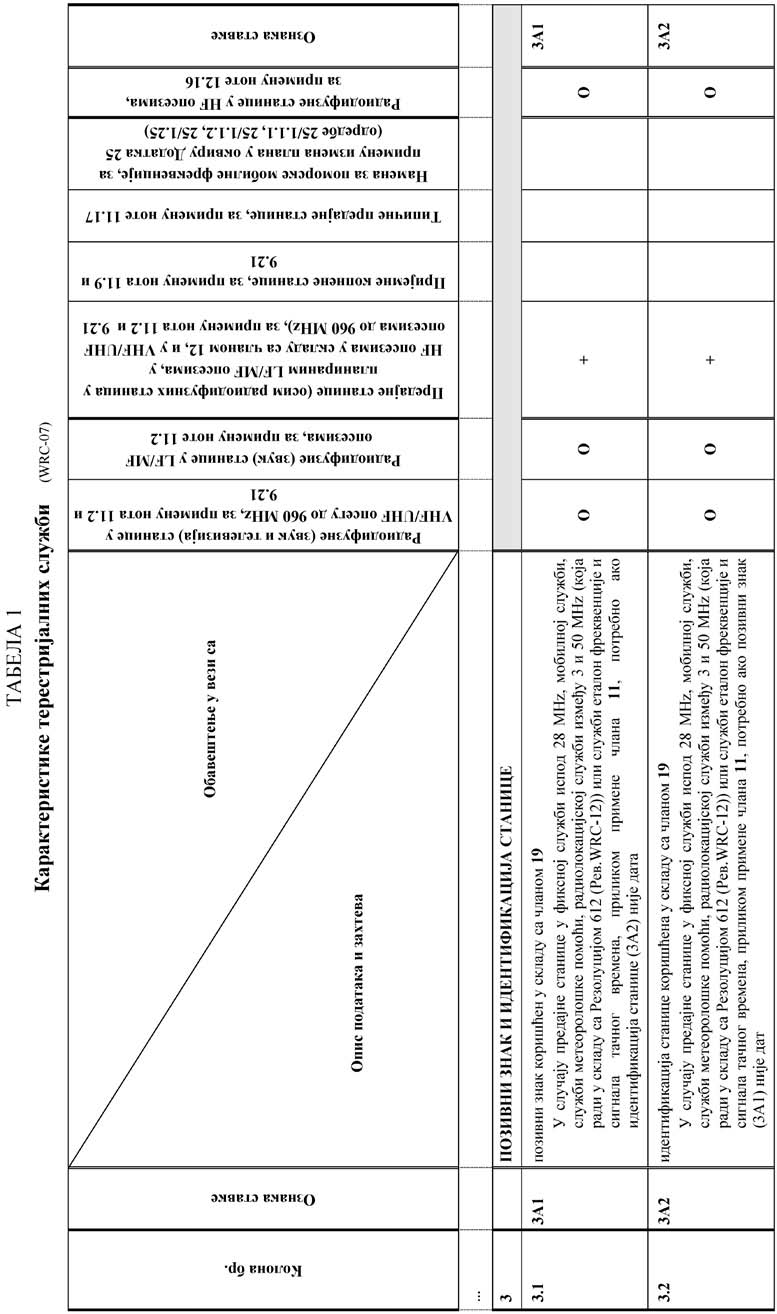 ТАБЕЛА 1
Карактеристике терестријалних служби (WRC-07)
Колона бр.
Ознака ставке
Обавештење у вези са
Опис података и захтева
Радиодифузне (звук и телевизија) станице у
VHF/UHF опсегу до 960 MHz, за примену нота 11.2 и
9.21
Радиодифузне (звук) станице у LF/MF
опсезима, за примену ноте 11.2
Предајне станице (осим радиодифузних станица у
планираним LF/MF опсезима, у
HF опсезима у складу са чланом 12, и у VHF/UHF
опсезима до 960 MHz), за примену нота 11.2 и 9.21
Пријемне копнене станице, за примену нота 11.9 и
9.21
Типичне предајне станице, за примену ноте 11.17
Намена за поморске мобилне фреквенције, за
примену измена плана у оквиру Додатка 25
(одредбе 25/1.1.1, 25/1.1.2, 25/1.25)
Радиодифузне станице у HF опсезима,
за примену ноте 12.16
Ознака ставке
...
3 ПОЗИВНИ ЗНАК И ИДЕНТИФИКАЦИЈА СТАНИЦЕ
3.1 3A1 позивни знак коришћен у складу са чланом 19 O O + O 3A1
У случају предајне станице у фиксној служби испод 28 MHz, мобилној служби,
служби метеоролошке помоћи, радиолокацијској служби између 3 и 50 MHz (која
ради у складу са Резолуцијом 612 (Рев.WRC-12)) или служби еталон фреквенције и
сигнала тачног времена, приликом примене члана 11, потребно ако
идентификација станице (3A2) није дата
3.2 3A2 идентификација станице коришћена у складу са чланом 19 O O + O 3A2
У случају предајне станице у фиксној служби испод 28 MHz, мобилној служби,
служби метеоролошке помоћи, радиолокацијској служби између 3 и 50 MHz (која
ради у складу са Резолуцијом 612 (Рев.WRC-12)) или служби еталон фреквенције и
сигнала тачног времена, приликом примене члана 11, потребно ако позивни знак
(3A1) није дат